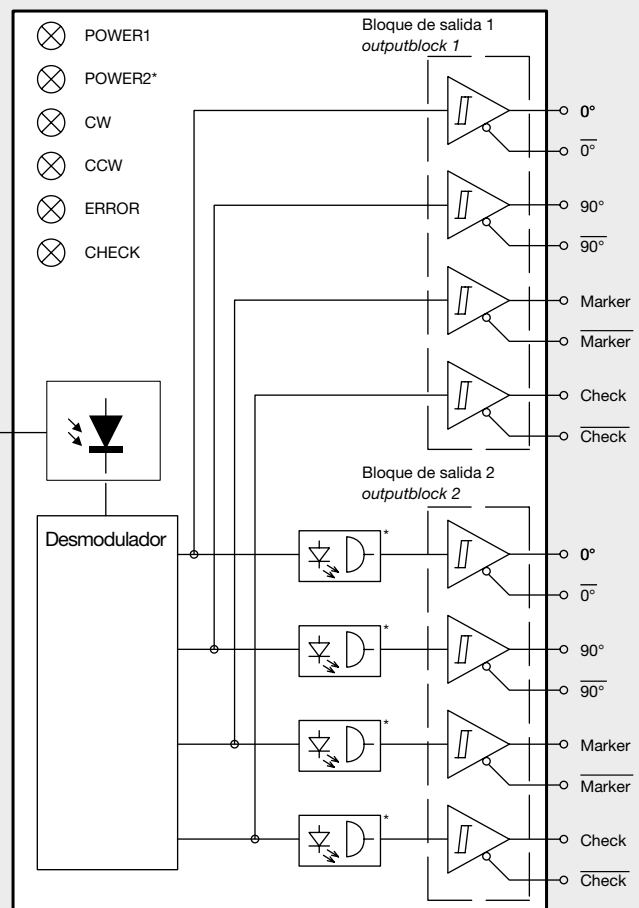 POWER1
POWER2*
CW
CCW
ERROR
CHECK
Bloque de salida 1
outputblock 1
0°
0°
90°
90°
Marker
Marker
Check
Check
Desmodulador
Bloque de salida 2
outputblock 2
*
0°
0°
*
90°
90°
*
Marker
Marker
*
Check
Check